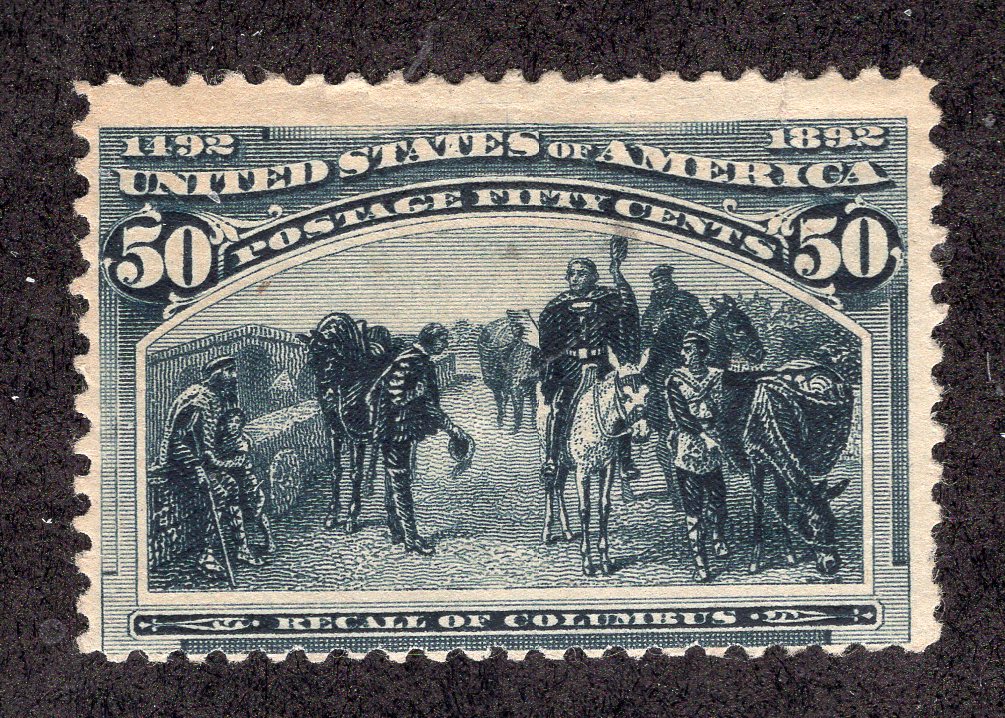 1492 1892
UNITED STATES OF AMERICA
50 POSTAGE FIFTY CENTS 50
RECALL OF COLUMBUS